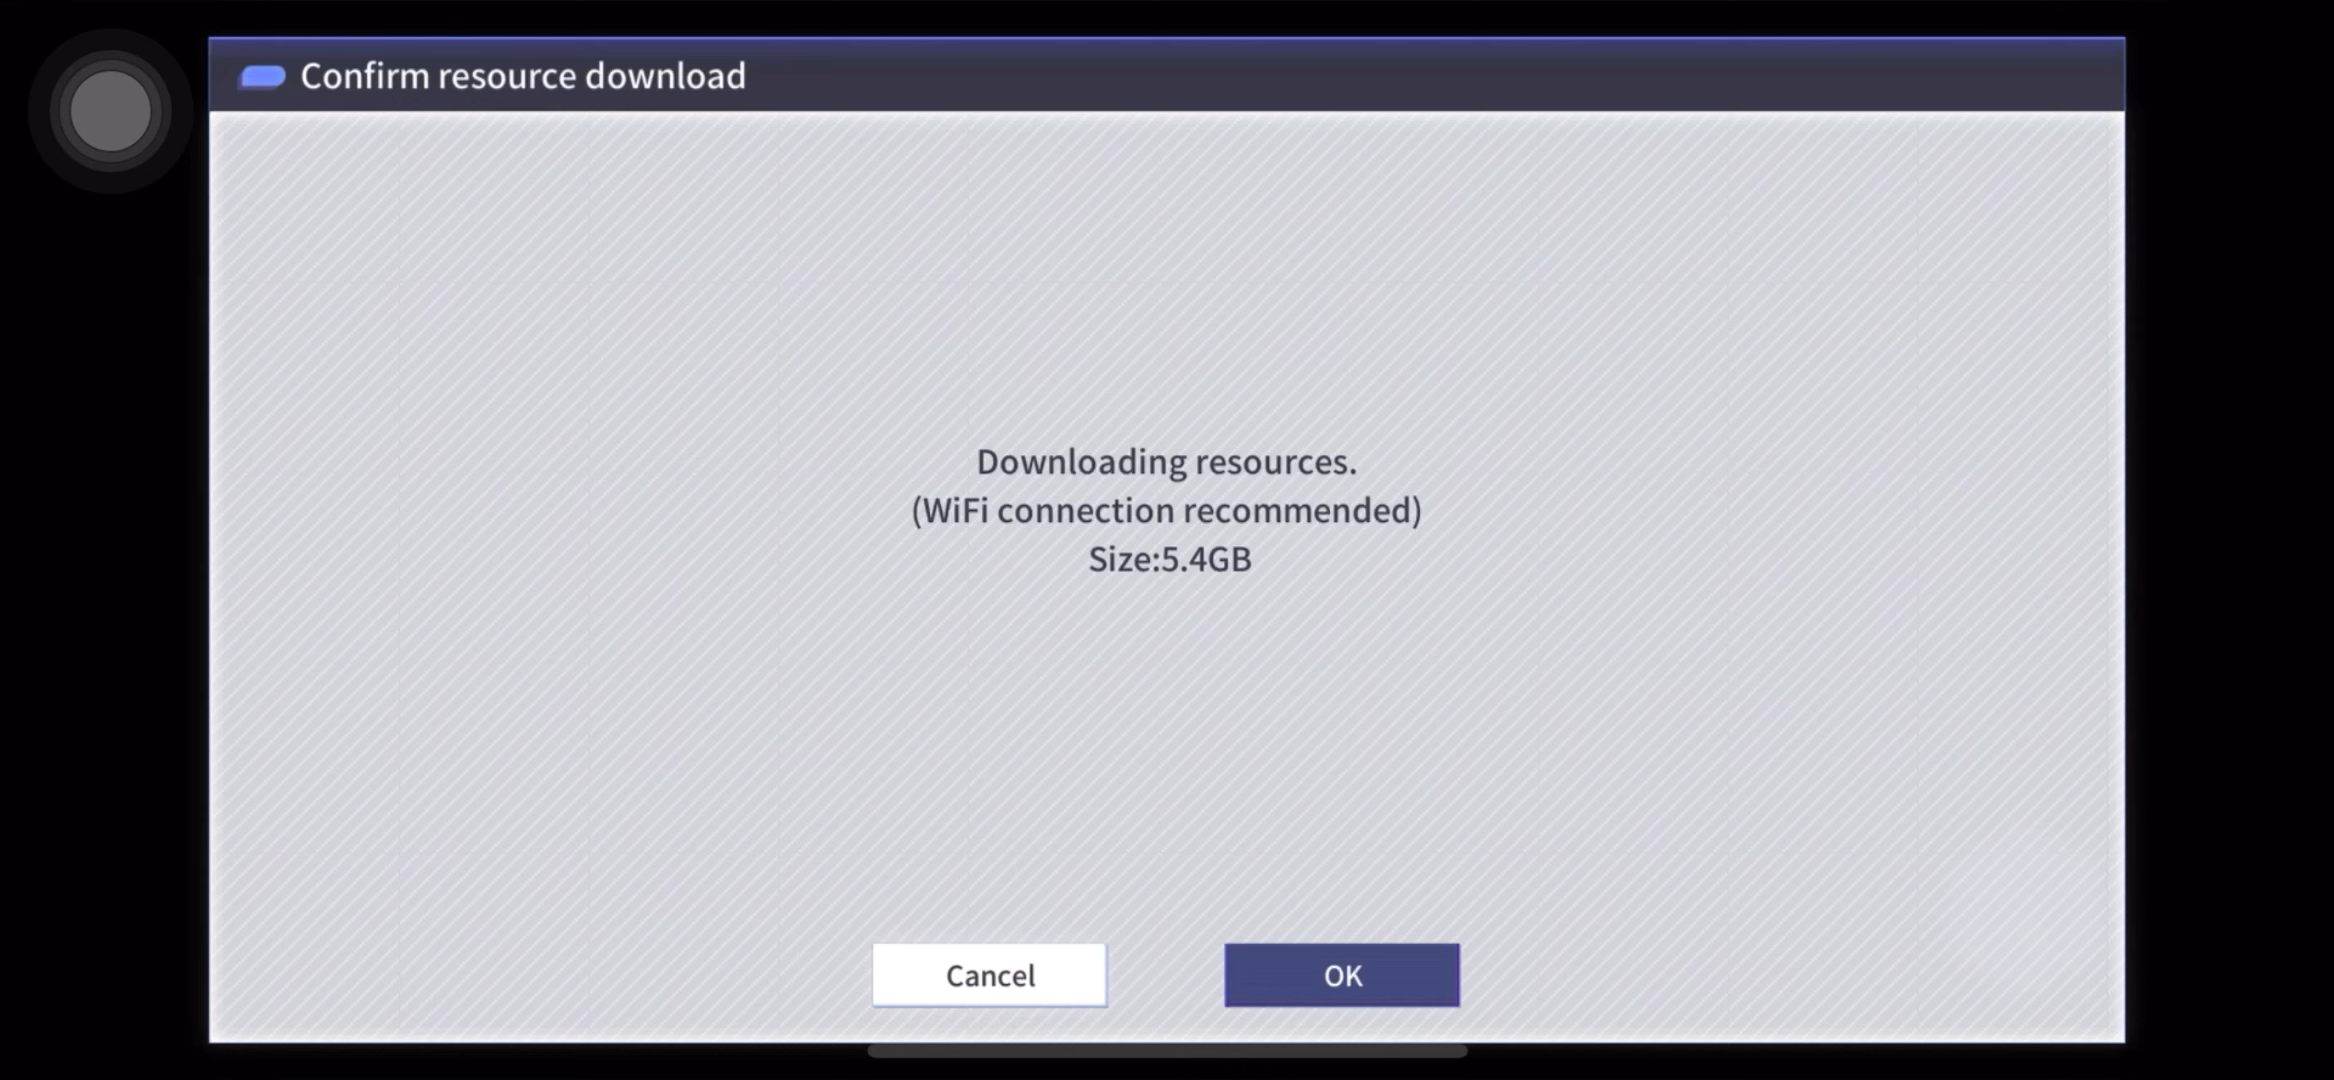 Confirm resource download
Downloading resources.
(WiFi connection recommended)
Size:5.4GB
Cancel
OK